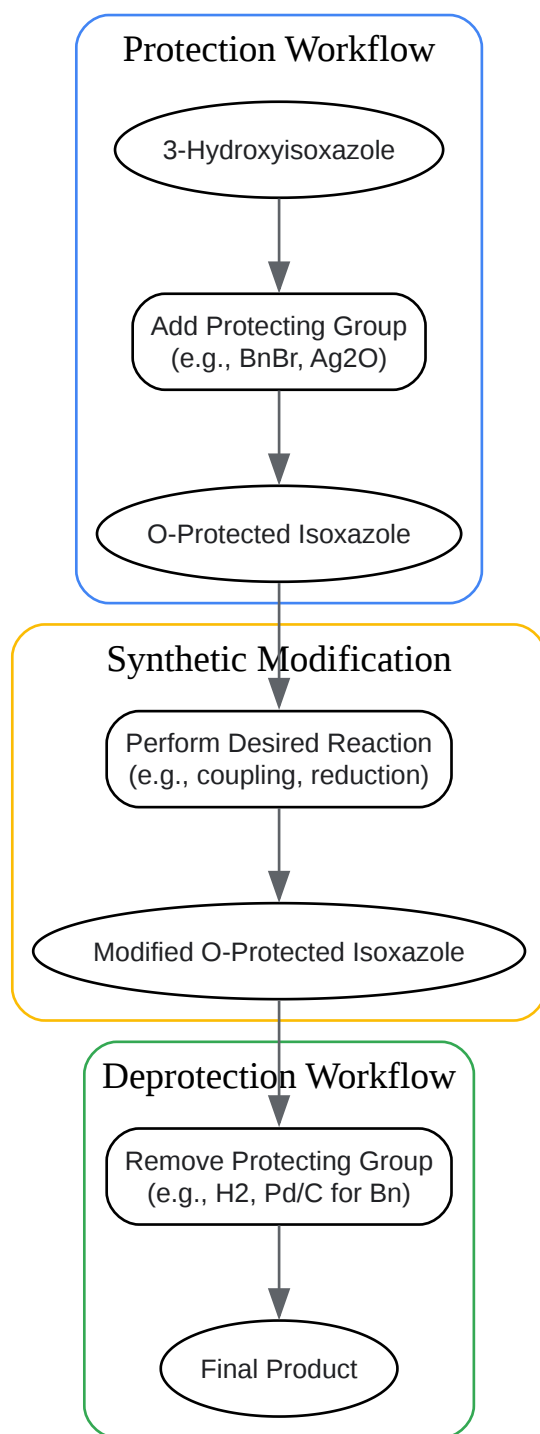 Protection Workflow
3-Hydroxyisoxazole
Add Protecting Group
(e.g., BnBr, Ag2O)
O-Protected Isoxazole
Synthetic Modification
Perform Desired Reaction
(e.g., coupling, reduction)
Modified O-Protected Isoxazole
Deprotection Workflow
Remove Protecting Group
(e.g., H2, Pd/C for Bn)
Final Product